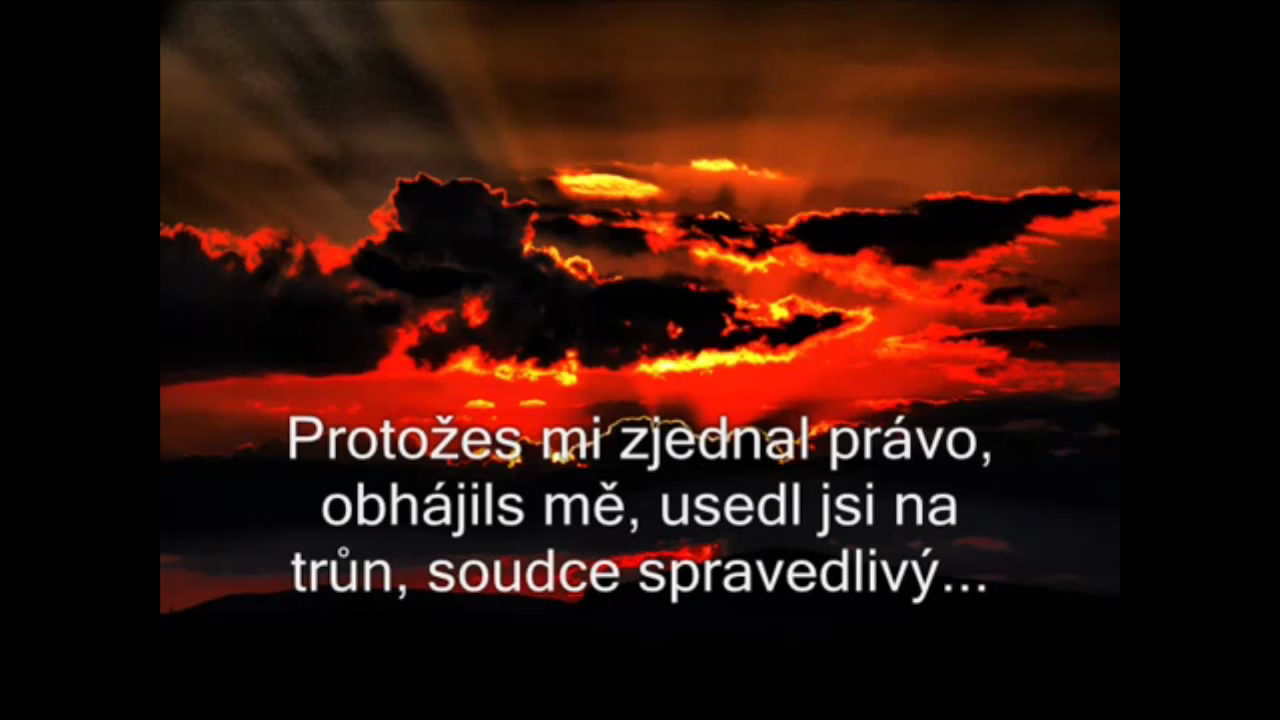 Protožes mi zjednal právo,
obhájils mě, usedl jsi na
trůn, soudce spravedlivý...